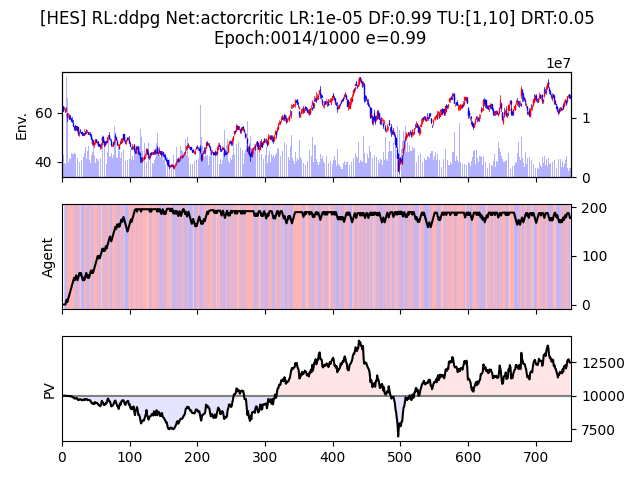 [HES] RL:ddpg Net:actorcritic LR:1e-05 DF:0.99 TU:[1,10] DRT:0.05
Epoch:0014/1000 e=0.99
1e7
Env.
60
40
1
0
Agent
200
100
0
PV
12500
10000
7500
0 100 200 300 400 500 600 700